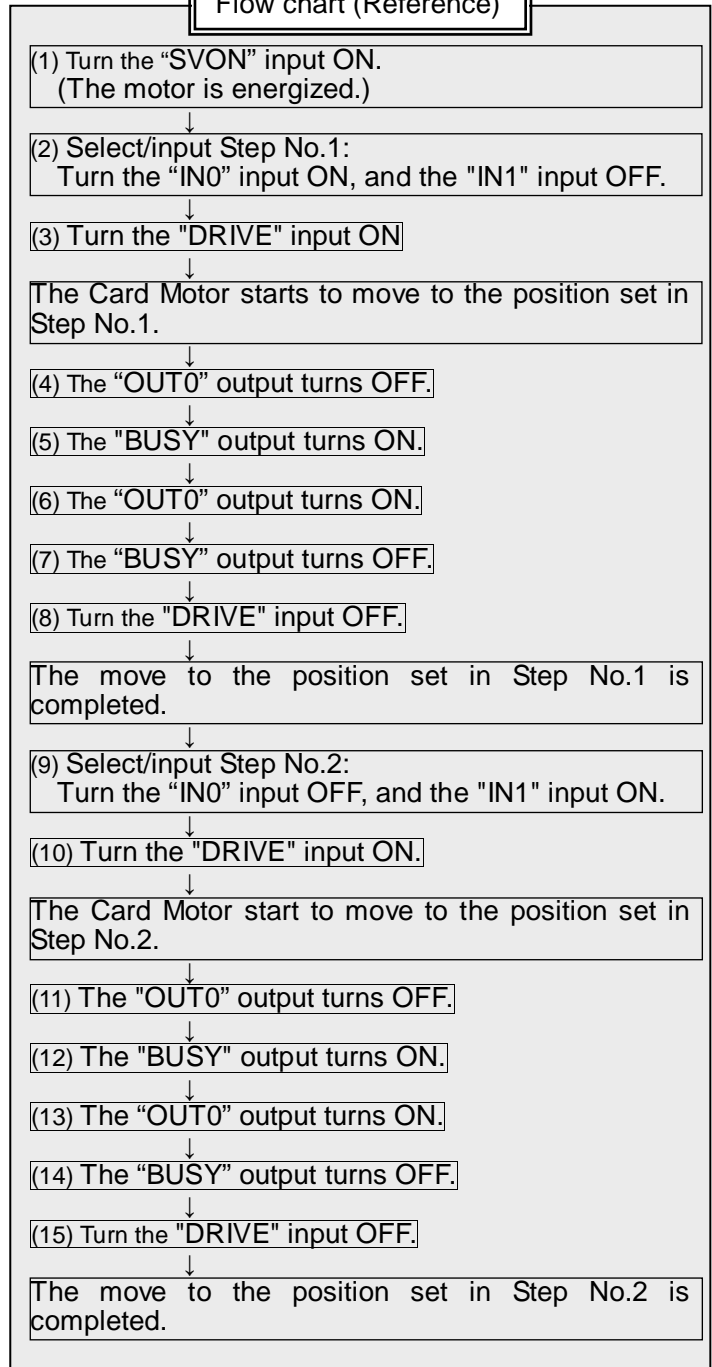 Flow chart (Reference)
(1) Turn the “SVON” input ON.
(The motor is energized.)
↓
(2) Select/input Step No.1:
Turn the “IN0” input ON, and the "IN1" input OFF.
↓
(3) Turn the "DRIVE" input ON
↓
The Card Motor starts to move to the position set in
Step No.1.
↓
(4) The “OUT0” output turns OFF.
↓
(5) The "BUSY" output turns ON.
↓
(6) The “OUT0” output turns ON.
↓
(7) The “BUSY” output turns OFF.
↓
(8) Turn the "DRIVE" input OFF.
↓
The move to the position set in Step No.1 is
completed.
↓
(9) Select/input Step No.2:
Turn the “IN0” input OFF, and the "IN1" input ON.
↓
(10) Turn the "DRIVE" input ON.
↓
The Card Motor start to move to the position set in
Step No.2.
↓
(11) The "OUT0” output turns OFF.
↓
(12) The "BUSY" output turns ON.
↓
(13) The “OUT0” output turns ON.
↓
(14) The “BUSY” output turns OFF.
↓
(15) Turn the "DRIVE" input OFF.
↓
The move to the position set in Step No.2 is
completed.